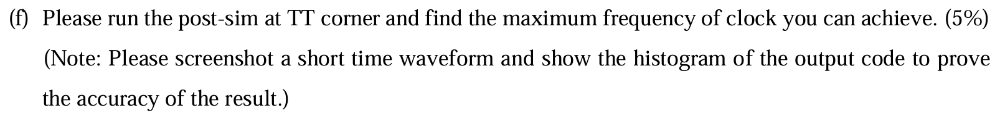 (f) Please run the post-sim at TT corner and find the maximum frequency of clock you can achieve. (5%)
(Note: Please screenshot a short time waveform and show the histogram of the output code to prove
the accuracy of the result.)